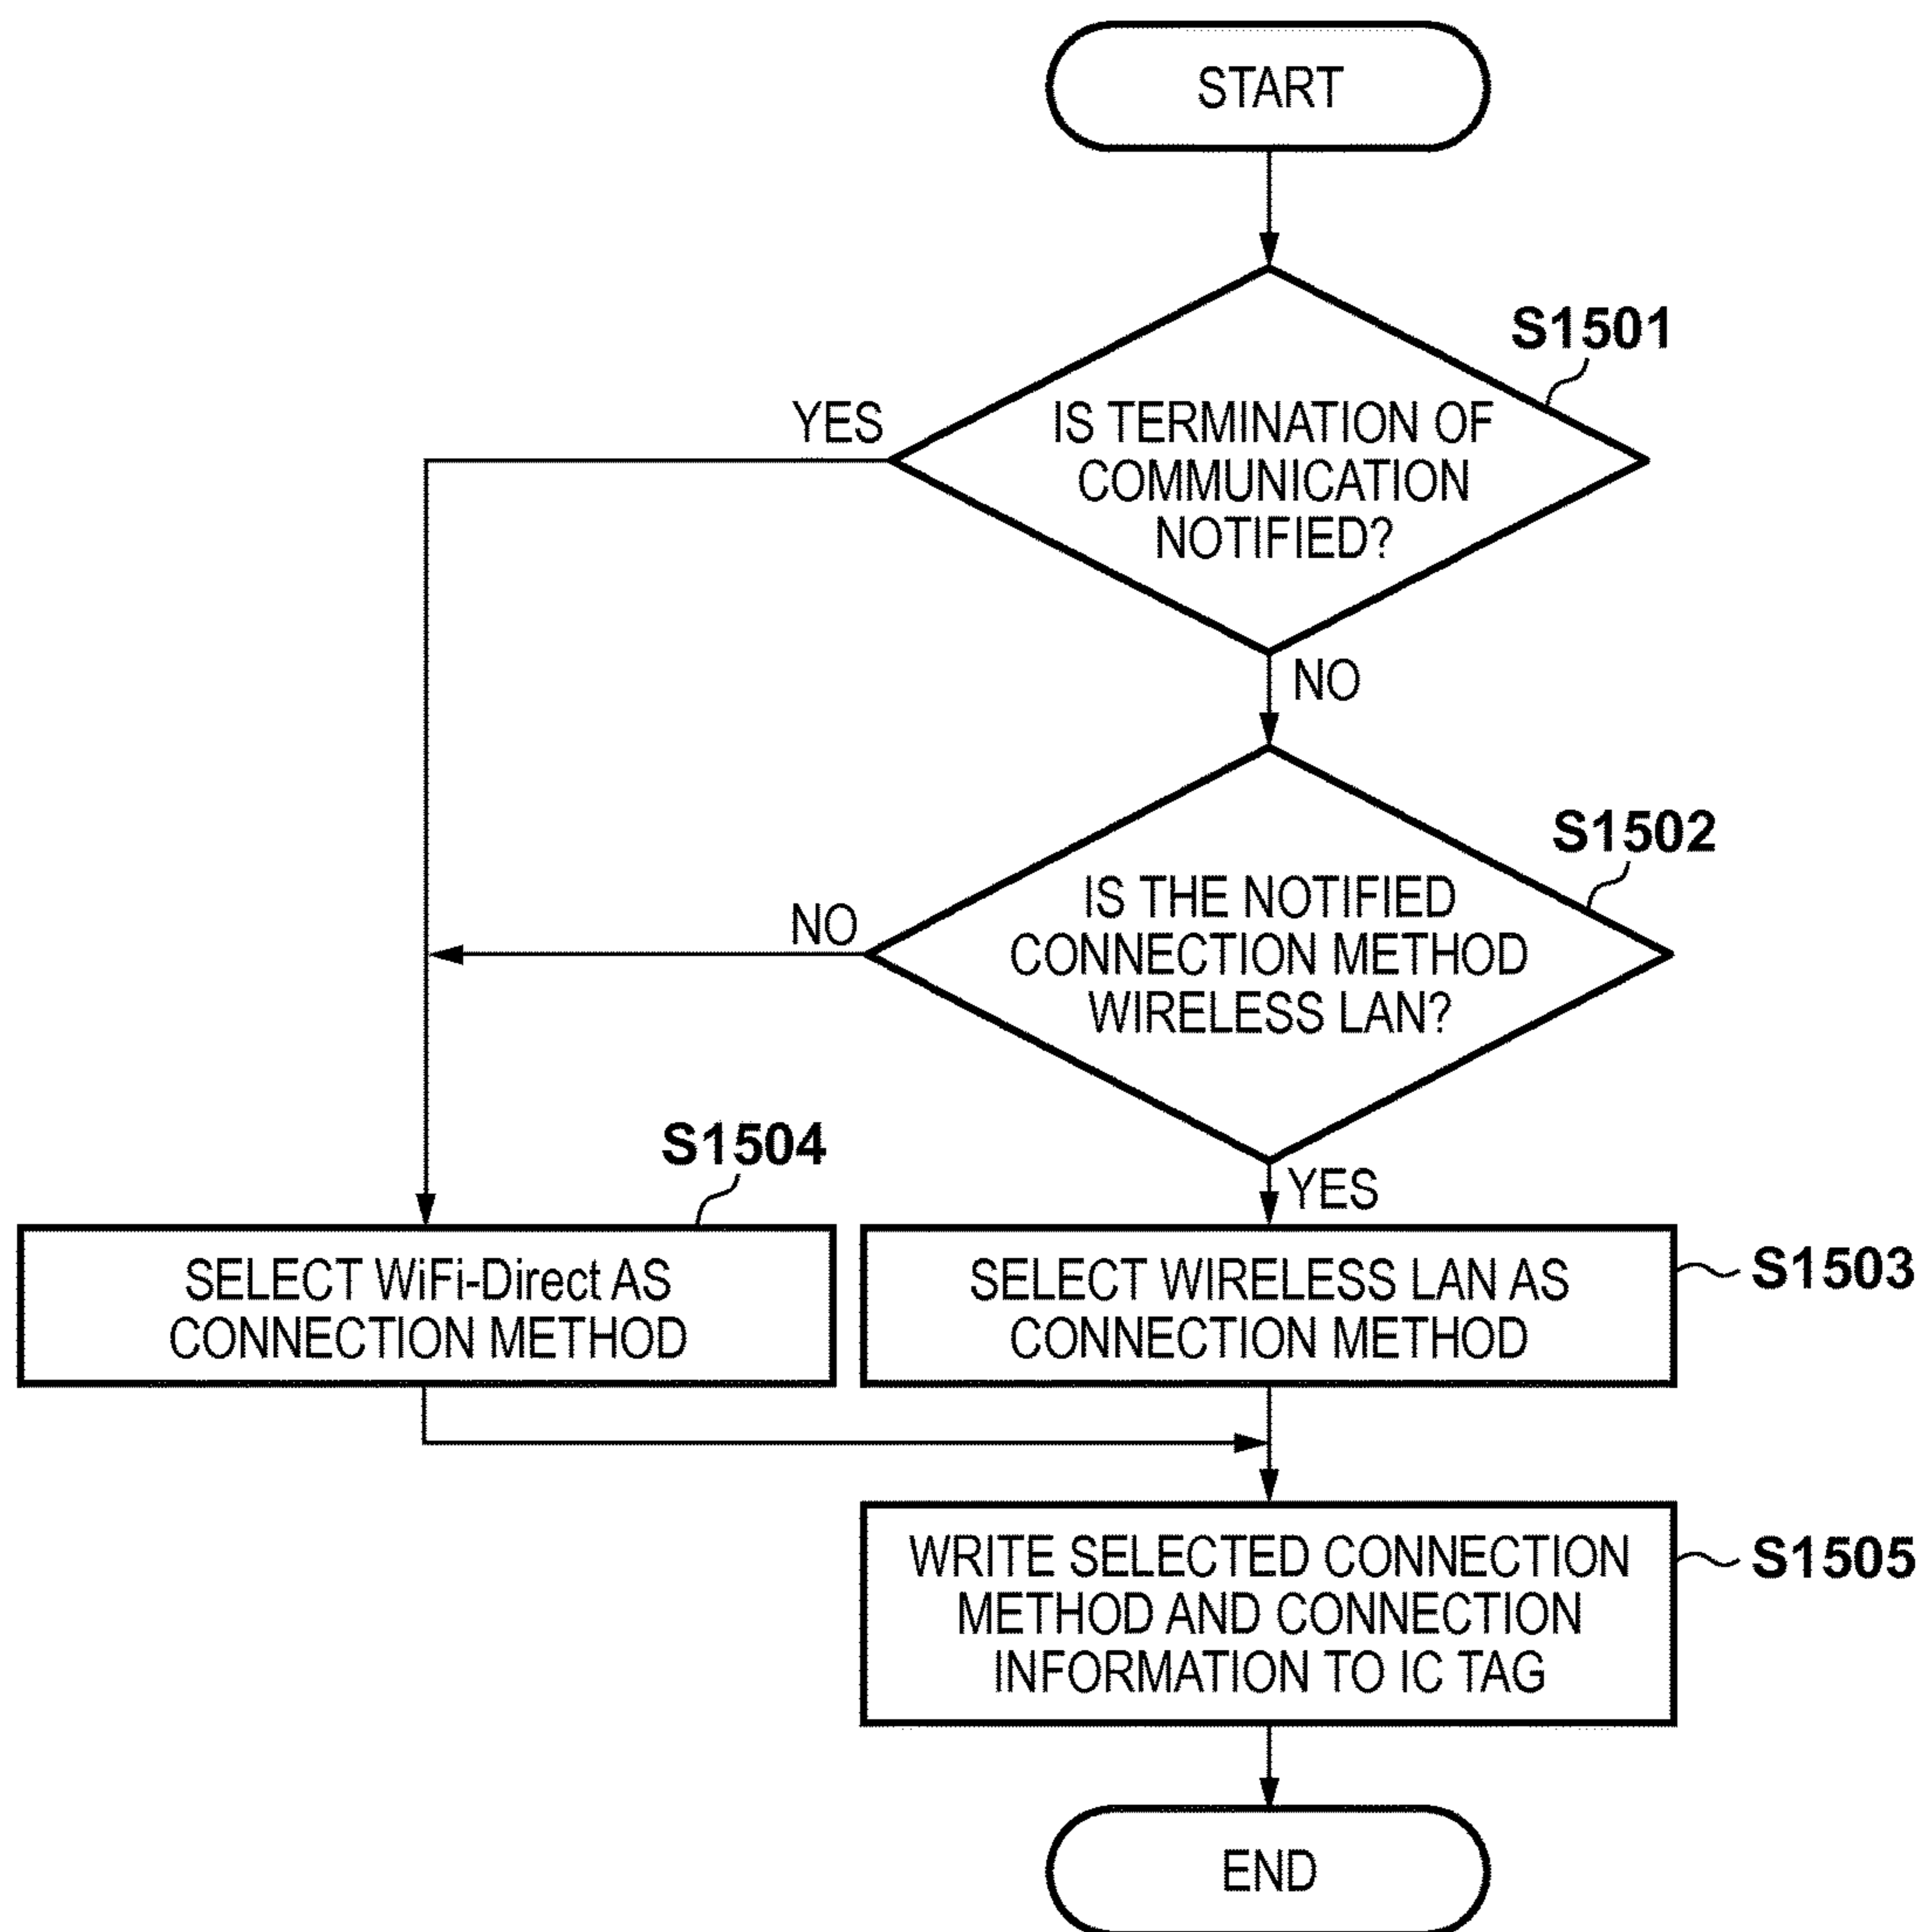 START
S1501
YES
IS TERMINATION OF
COMMUNICATION
NOTIFIED?
NO
S1502
IS THE NOTIFIED
CONNECTION METHOD
WIRELESS LAN?
NO
YES
S1504
SELECT WiFi-Direct AS
CONNECTION METHOD
SELECT WIRELESS LAN AS
CONNECTION METHOD
S1503
WRITE SELECTED CONNECTION
METHOD AND CONNECTION
INFORMATION TO IC TAG
S1505
END